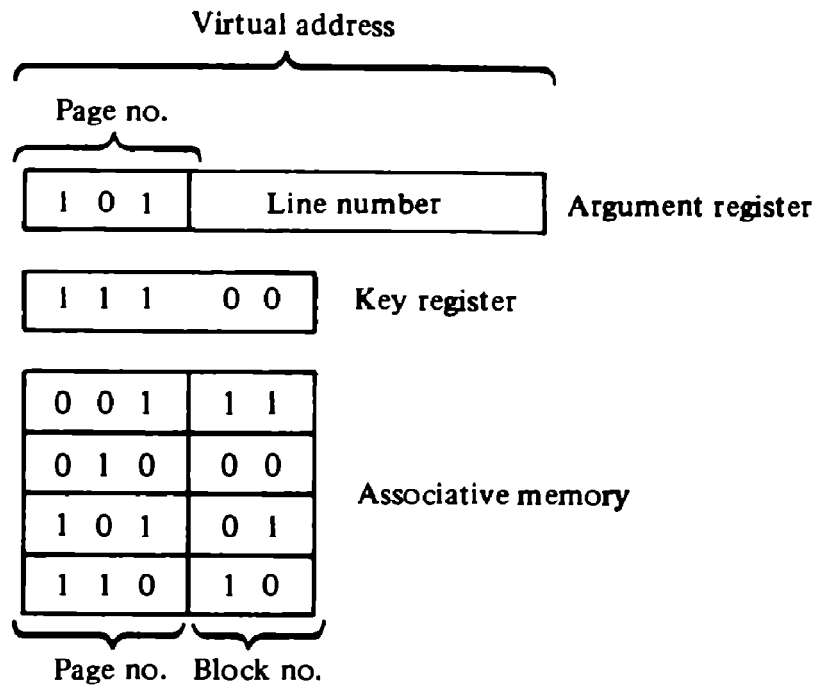 Virtual address
Page no.
1 0 1 Line number Argument register
1 1 1 0 0 Key register
0 0 1 1 1
0 1 0 0 0
Associative memory
1 0 1 0 1
1 1 0 1 0
Page no. Block no.